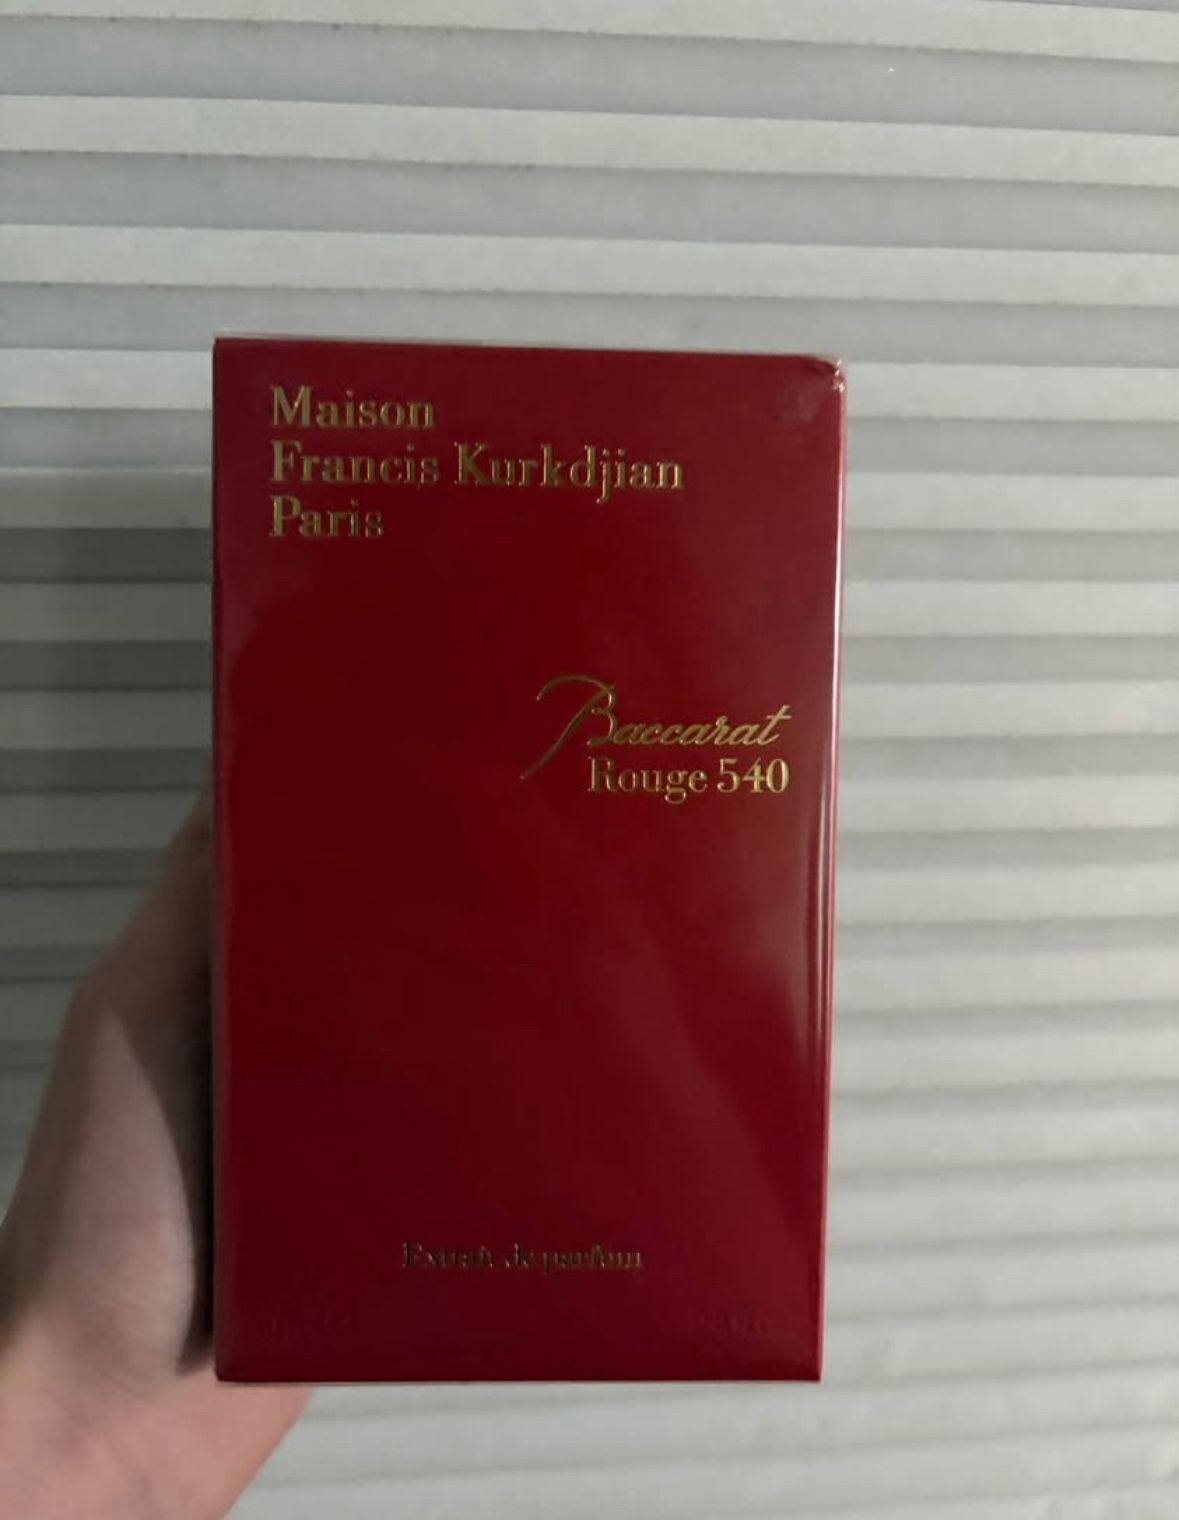 Maison
Francis Kurkdjian
Paris
Baccarat
Rouge 540
Extrait de parfum